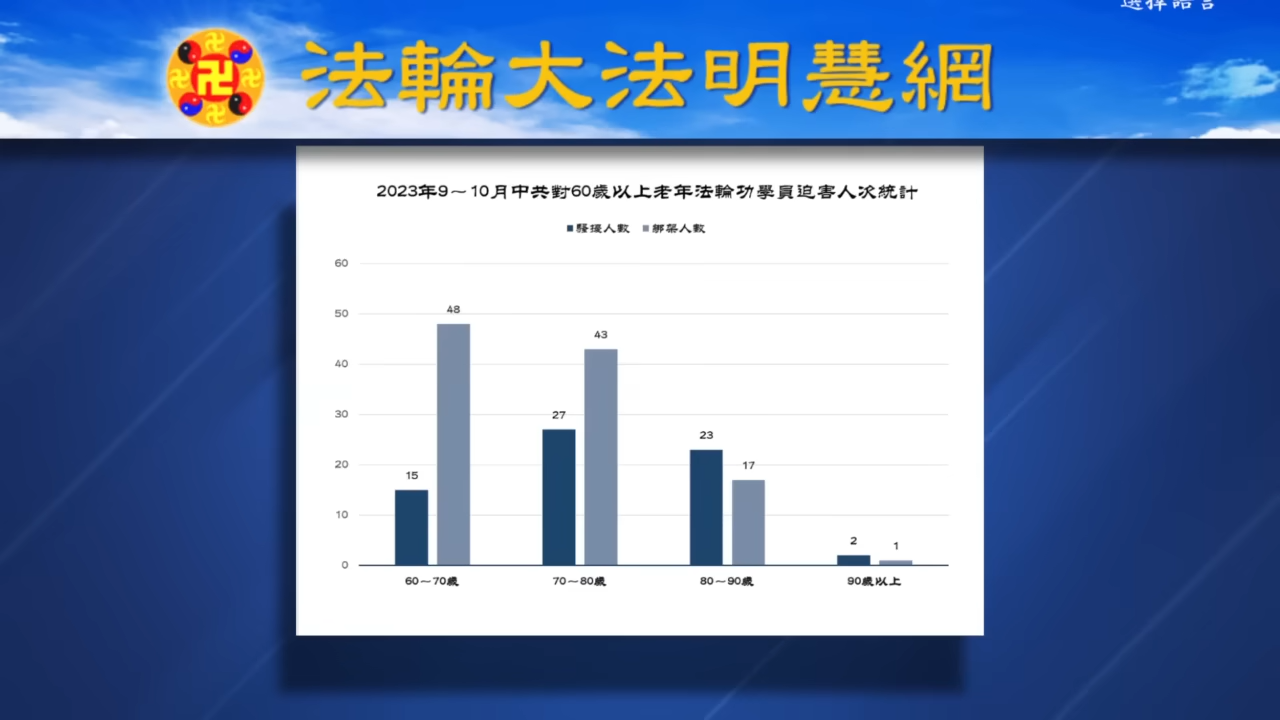 選擇語言
法輪大法明慧網
2023年9～10月中共對60歲以上老年法輪功學員迫害人次統計
騷擾人數 綁架人數
60
50
40
30
20
10
0
15 48 27 43 23 17 2 1
60～70歲 70～80歲 80～90歲 90歲以上